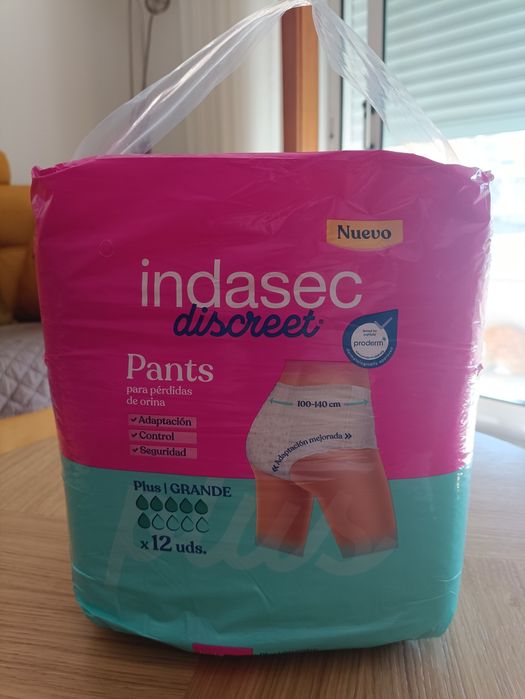 Nuevo
indasec
discreet
proderm
Pants
para pérdidas
de orina
Adaptación
Control
Seguridad
100-140 cm
«Adaptación mejorada»
Plus | GRANDE
x 12 uds.
plus